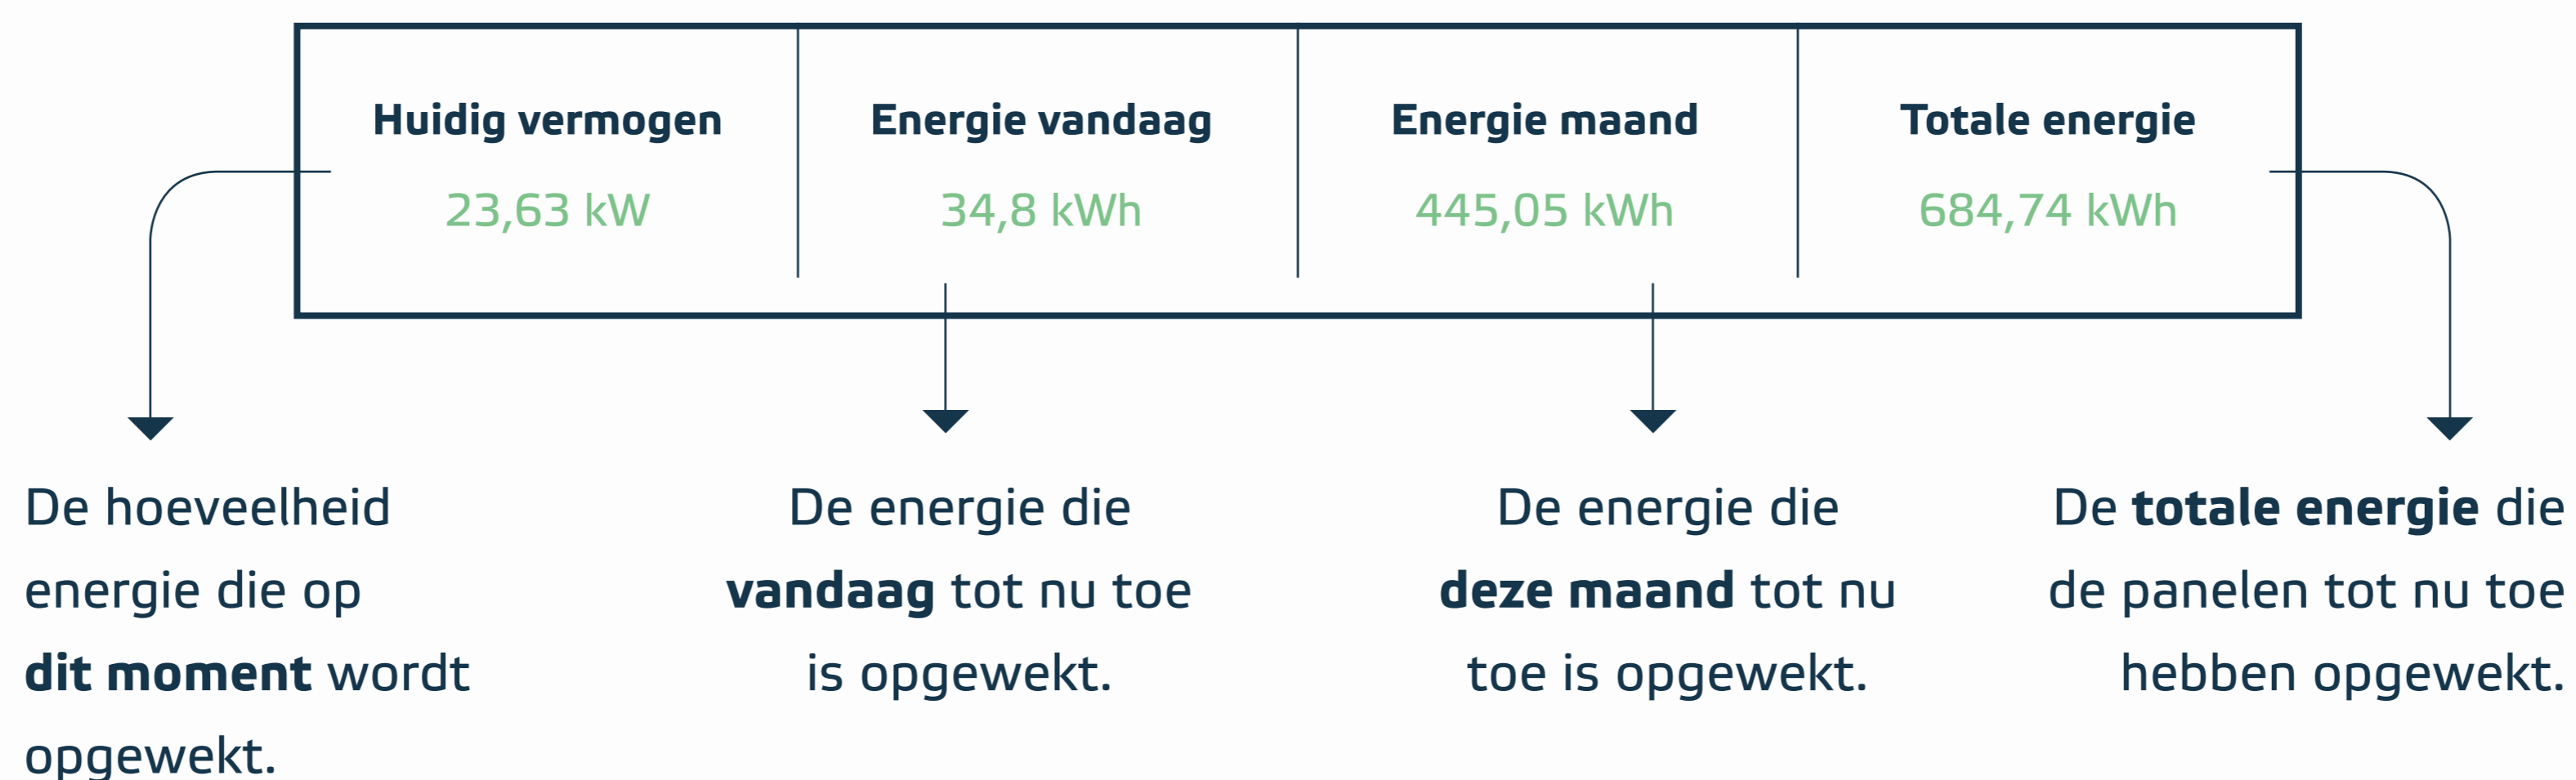 Huidig vermogen
23,63 kW
Energie vandaag
34,8 kWh
Energie maand
445,05 kWh
Totale energie
684,74 kWh
De hoeveelheid
energie die op
dit moment wordt
opgewekt.
De energie die
vandaag tot nu toe
is opgewekt.
De energie die
deze maand tot nu
toe is opgewekt.
De totale energie die
de panelen tot nu toe
hebben opgewekt.